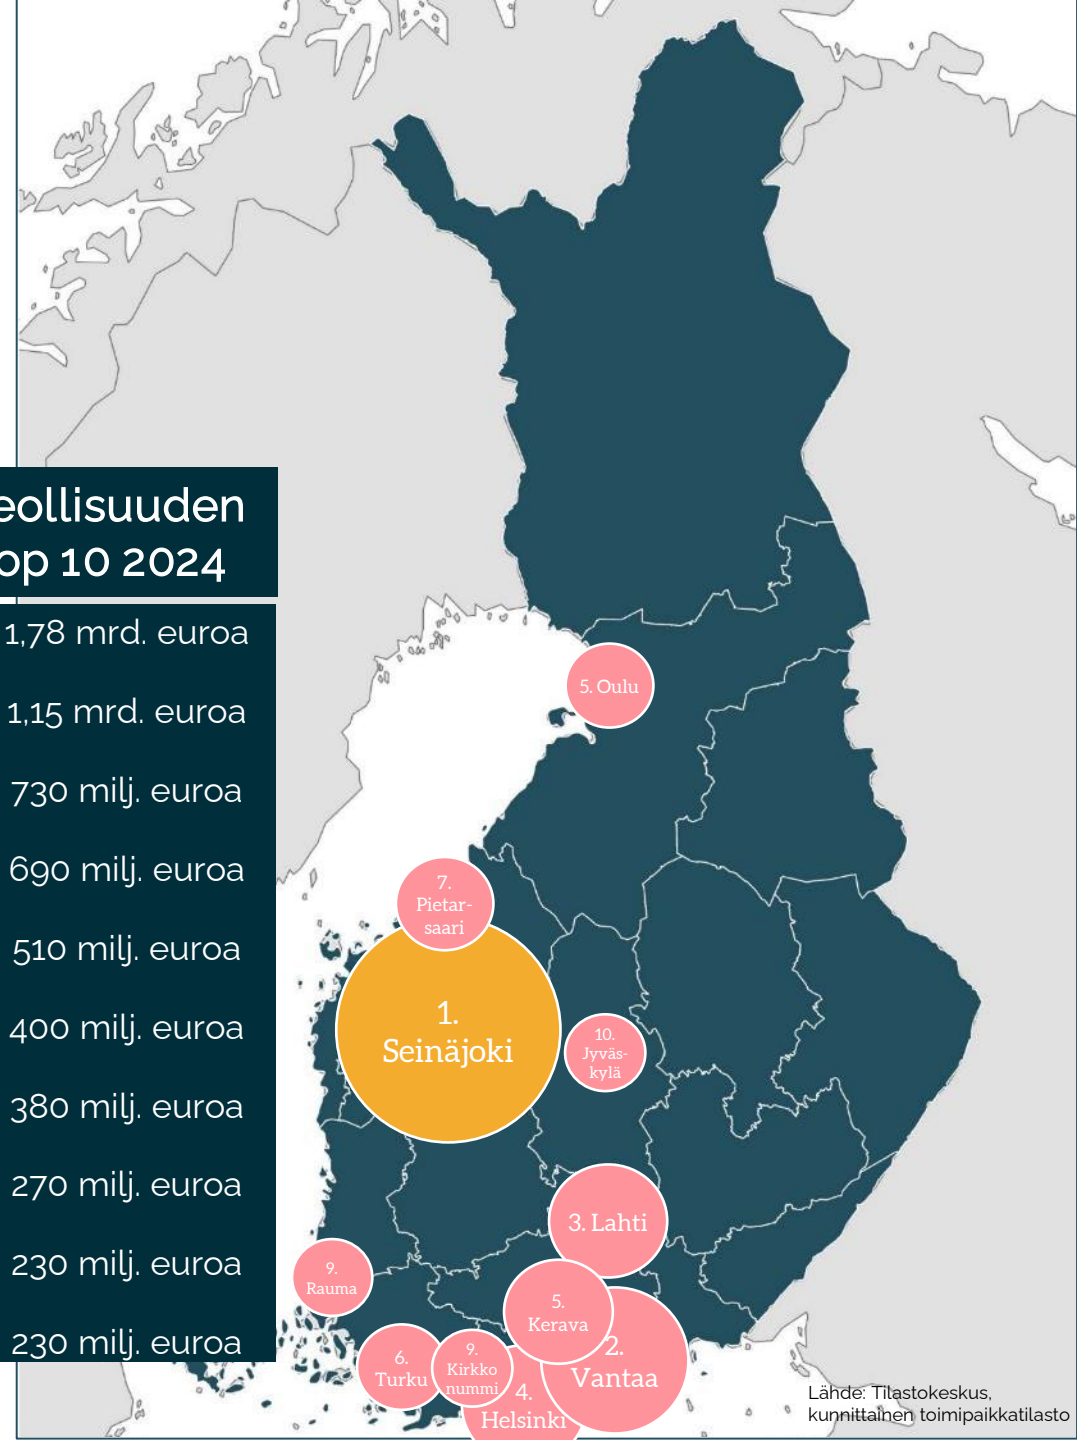 eollisuuden
op 10 2024
1,78 mrd. euroa
1,15 mrd. euroa
730 milj. euroa
690 milj. euroa
510 milj. euroa
400 milj. euroa
380 milj. euroa
270 milj. euroa
230 milj. euroa
230 milj. euroa
5. Oulu
7.
Pietar-
saari
1.
Seinäjoki
10.
Jyväs-
kylä
3. Lahti
9.
Rauma
5.
Kerava
2.
Vantaa
6.
Turku
9.
Kirkko
nummi
4.
Helsinki
Lähde: Tilastokeskus,
kunnittainen toimipaikkatilasto